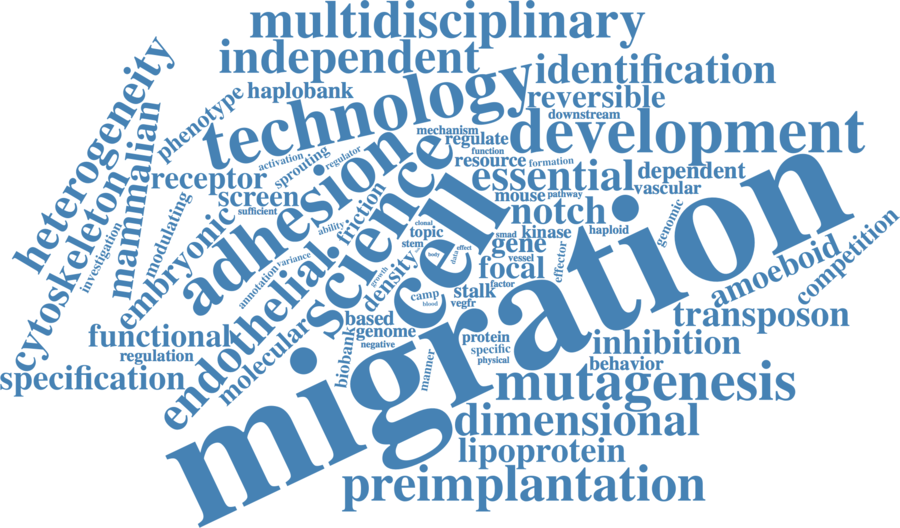 multidisciplinary
independent
identification
technology
haplobank
reversible
heterogeneity
phenotype
downstream
mechanism
development
regulate
function
mammalian
activation
sprouting
regulator
resource
formation
essential
dependent
cytoskeleton
receptor
adhesion
science
vascular
screen
sufficient
friction
mouse
pathway
modulating
embryonic
ability
clonal
topic
notch
haploid
genomic
investigation
stem
cell
smad
kinase
gene
effect
data
body
vessel
effector
amoeboid
competition
annotation
variance
endothelial
growth
density
focal
factor
camp
blood
stalk
vegfr
migration
transposon
functional
molecular
based
genome
negative
protein
specific
physical
inhibition
regulation
biobank
manner
behavior
specification
mutagenesis
dimensional
lipoprotein
preimplantation